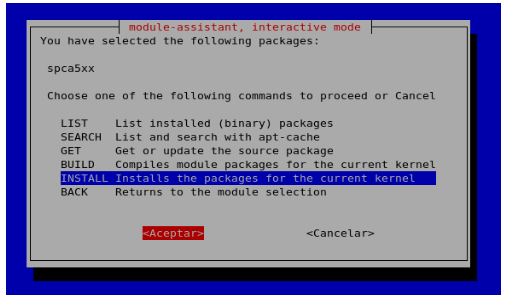 module-assistant, interactive mode
You have selected the following packages:
spca5xx
Choose one of the following commands to proceed or Cancel
LIST List installed (binary) packages
SEARCH List and search with apt-cache
GET Get or update the source package
BUILD Compiles module packages for the current kernel
INSTALL Installs the packages for the current kernel
BACK Returns to the module selection
<Aceptar> <Cancelar>